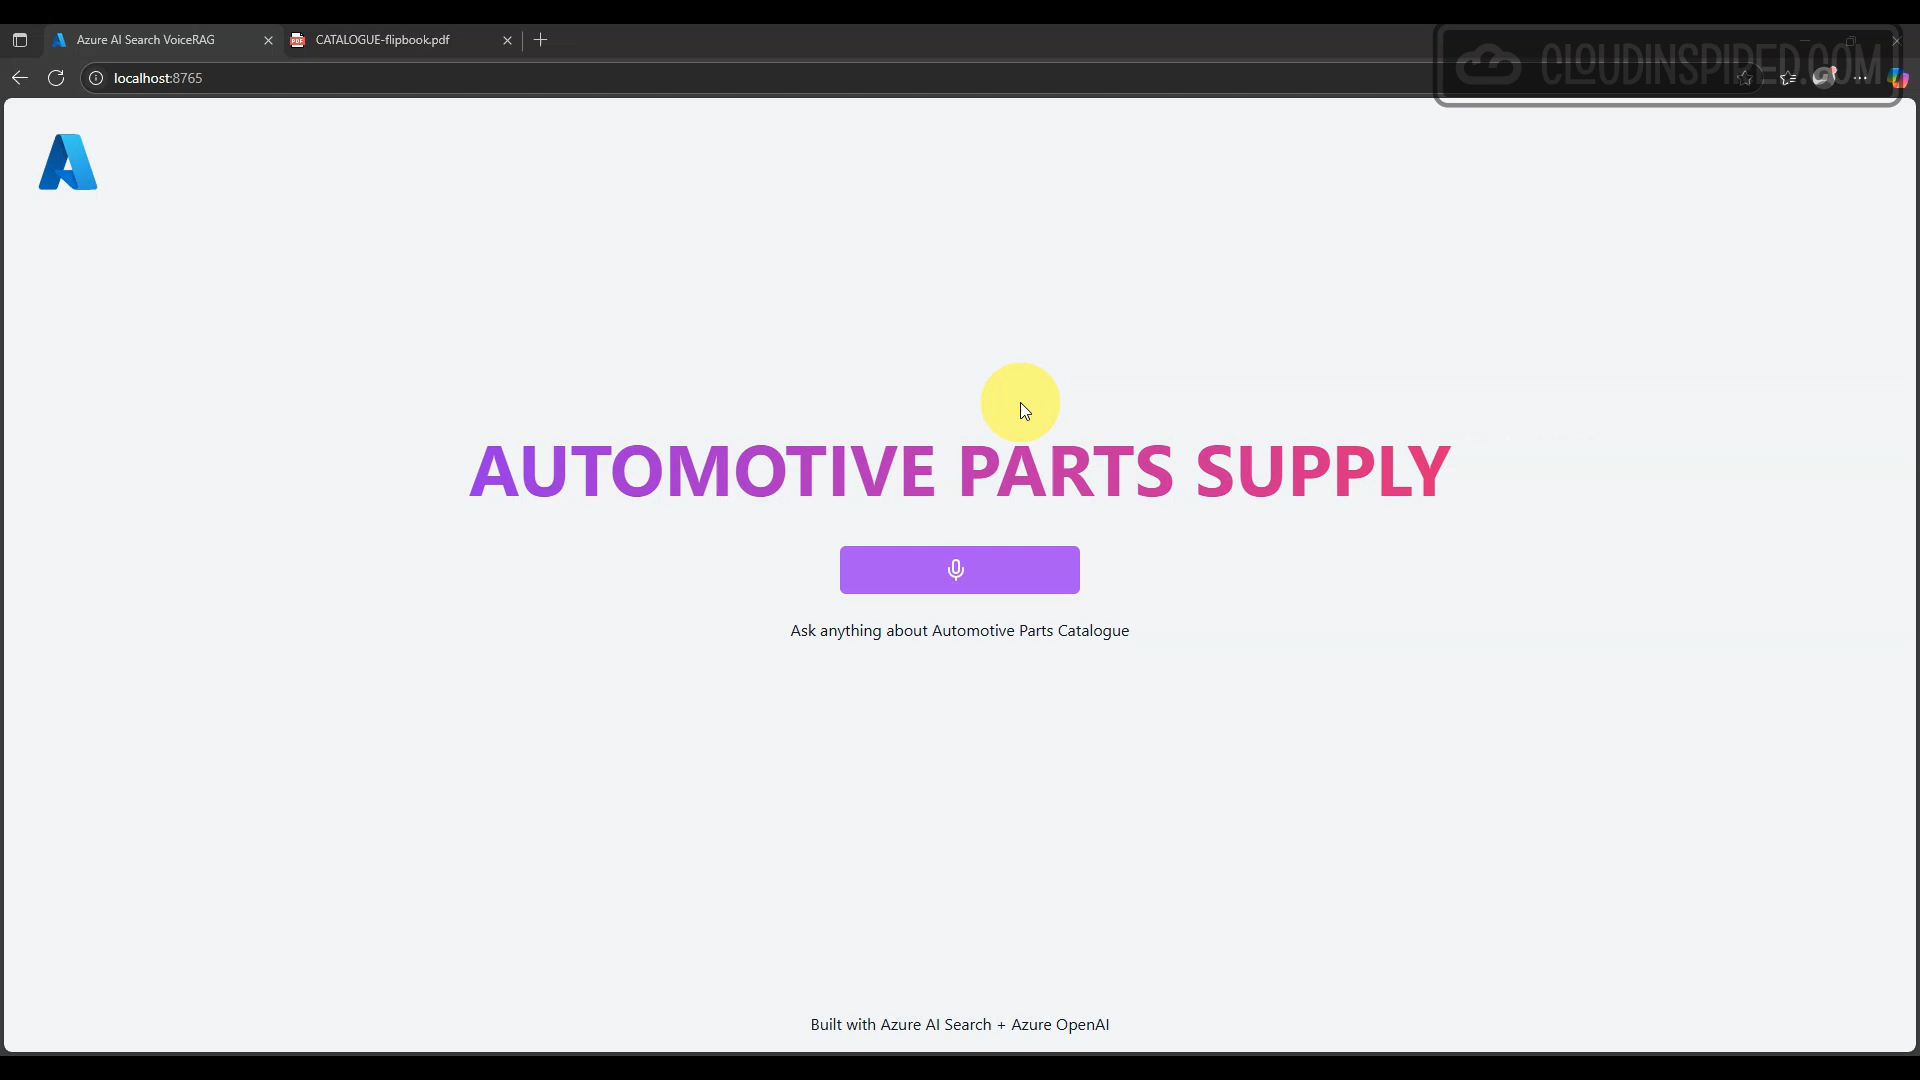 Azure AI Search VoiceRAG
CATALOGUE-flipbook.pdf
localhost:8765
CLOUDINSPIRED.COM
AUTOMOTIVE PARTS SUPPLY
Ask anything about Automotive Parts Catalogue
Built with Azure AI Search + Azure OpenAI